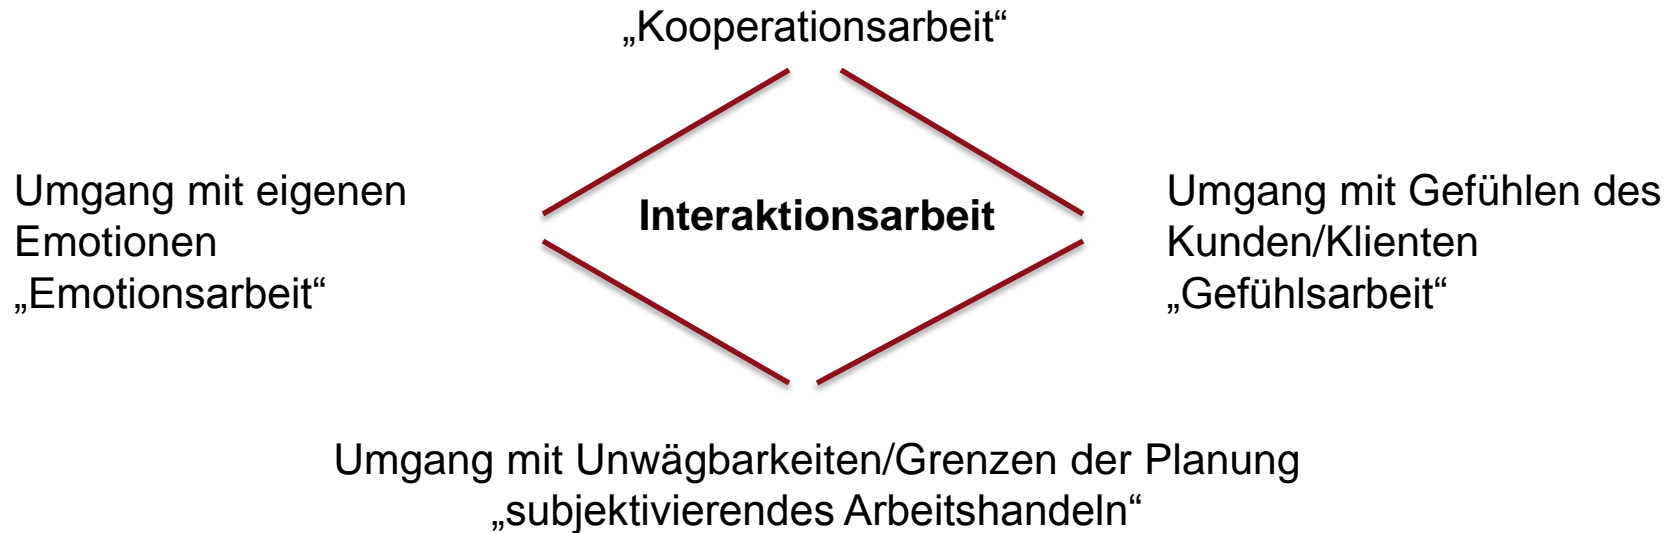 „Kooperationsarbeit“
Umgang mit eigenen
Emotionen
„Emotionsarbeit“
Interaktionsarbeit
Umgang mit Gefühlen des
Kunden/Klienten
„Gefühlsarbeit“
Umgang mit Unwägbarkeiten/Grenzen der Planung
„subjektivierendes Arbeitshandeln“